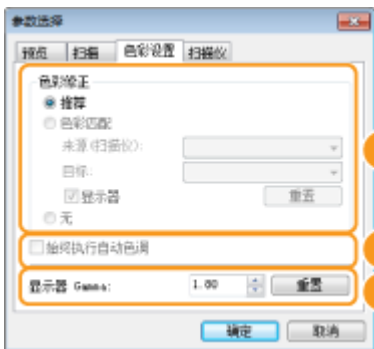 参数选择
预览 扫描 色彩设置 扫描仪
色彩修正
推荐
色彩匹配
来源(扫描仪):
目标:
显示器 重置
无
始终执行自动色调
显示器 Gamma: 1.80 重置
确定 取消